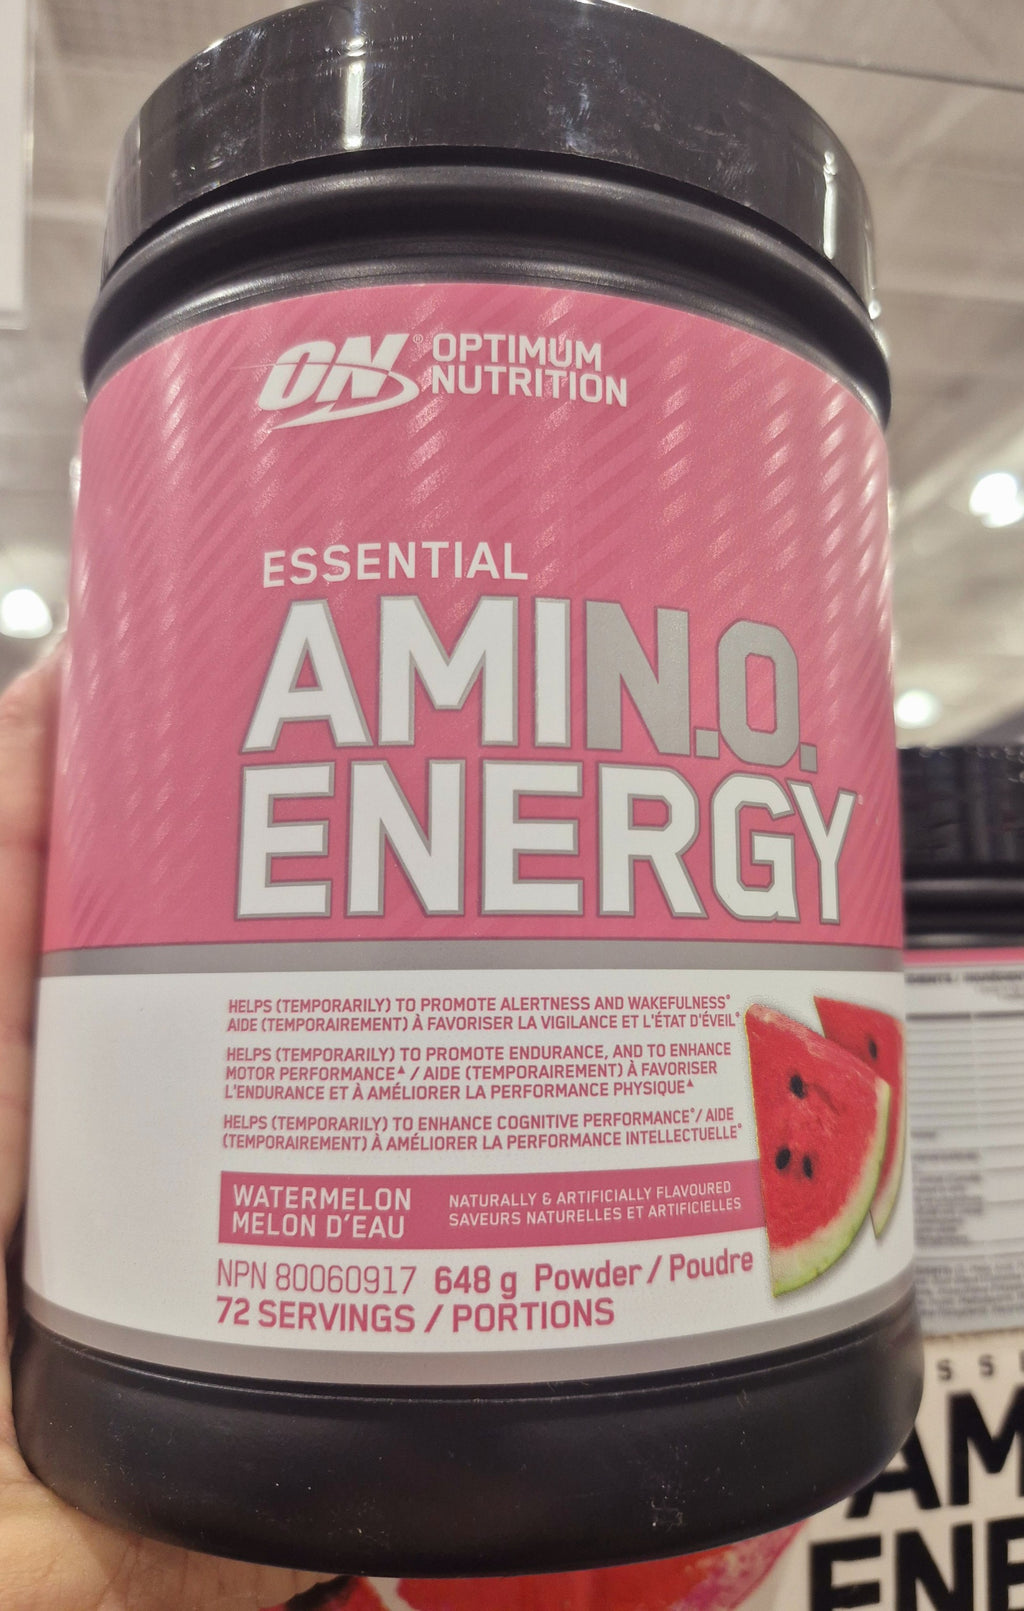 ON® OPTIMUM
NUTRITION
ESSENTIAL
AMIN.O.
ENERGY
HELPS (TEMPORARILY) TO PROMOTE ALERTNESS AND WAKEFULNESS°
AIDE (TEMPORAIREMENT) À FAVORISER LA VIGILANCE ET L'ÉTAT D'ÉVEIL°
HELPS (TEMPORARILY) TO PROMOTE ENDURANCE, AND TO ENHANCE
MOTOR PERFORMANCE▲ / AIDE (TEMPORAIREMENT) À FAVORISER
L'ENDURANCE ET À AMÉLIORER LA PERFORMANCE PHYSIQUE▲
HELPS (TEMPORARILY) TO ENHANCE COGNITIVE PERFORMANCE°/ AIDE
(TEMPORAIREMENT) À AMÉLIORER LA PERFORMANCE INTELLECTUELLE°
WATERMELON
MELON D'EAU
NATURALLY & ARTIFICIALLY FLAVOURED
SAVEURS NATURELLES ET ARTIFICIELLES
NPN 80060917 648 g Powder / Poudre
72 SERVINGS / PORTIONS
SS
AM
ENE